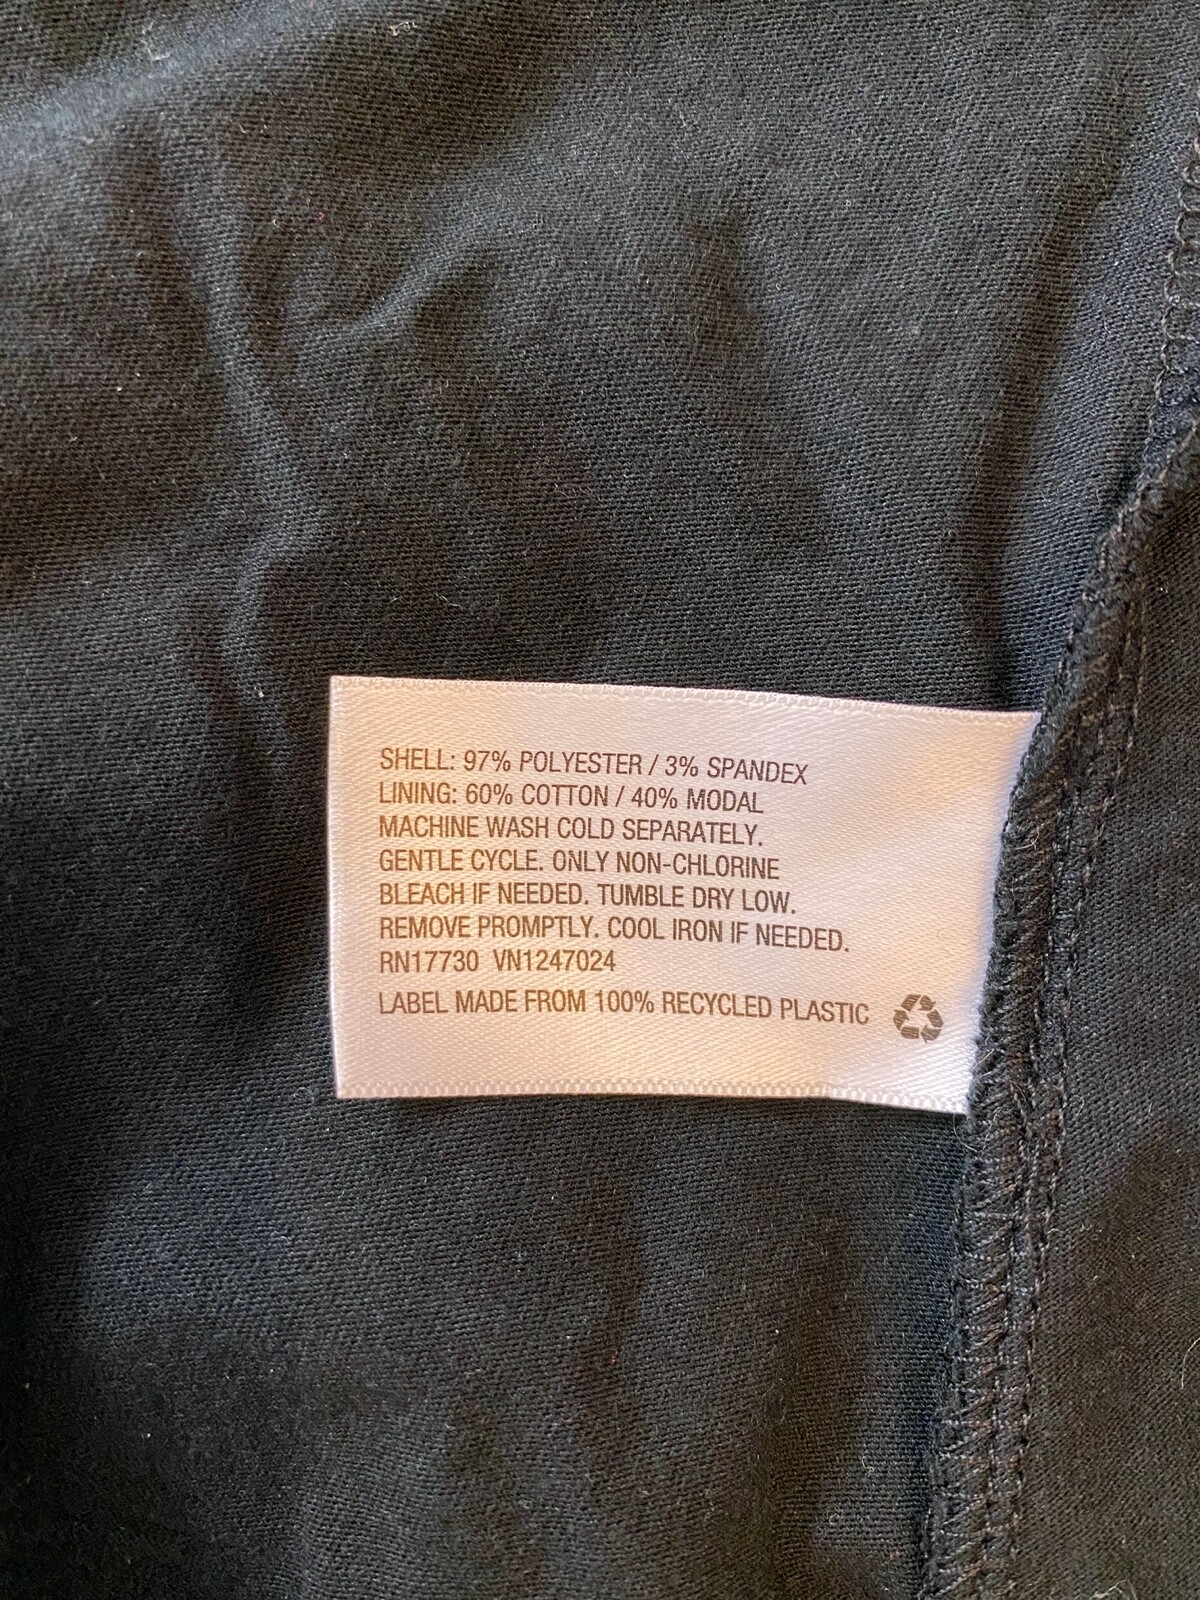 SHELL: 97% POLYESTER / 3% SPANDEX
LINING: 60% COTTON / 40% MODAL
MACHINE WASH COLD SEPARATELY.
GENTLE CYCLE. ONLY NON-CHLORINE
BLEACH IF NEEDED. TUMBLE DRY LOW.
REMOVE PROMPTLY. COOL IRON IF NEEDED.
RN17730 VN1247024
LABEL MADE FROM 100% RECYCLED PLASTIC